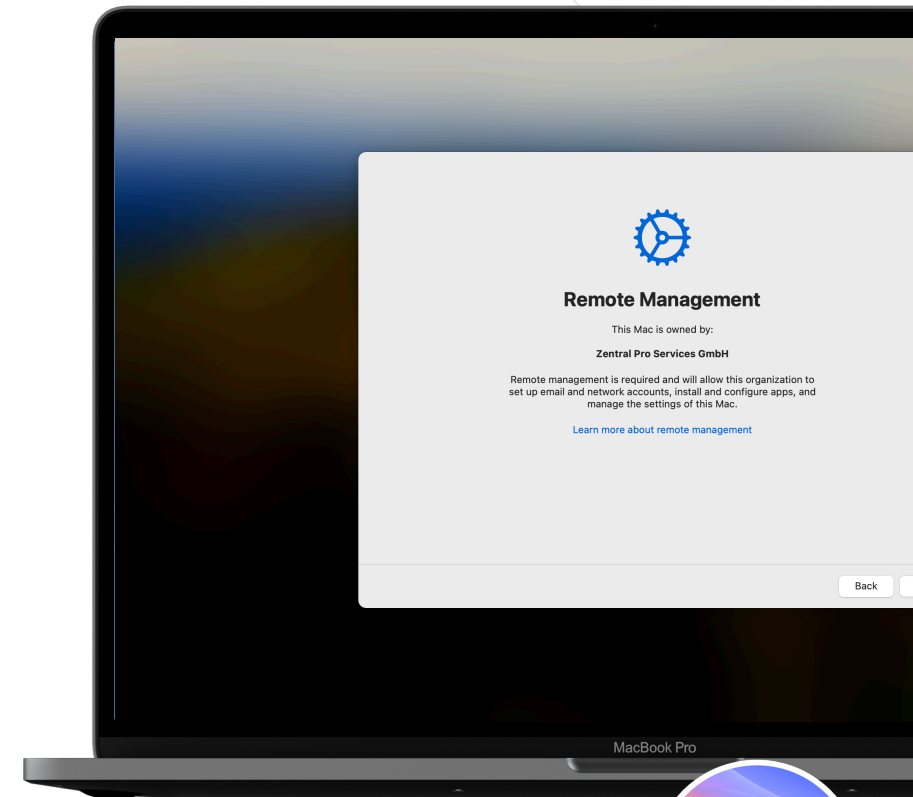 Remote Management
This Mac is owned by:
Zentral Pro Services GmbH
Remote management is required and will allow this organization to
set up email and network accounts, install and configure apps, and
manage the settings of this Mac.
Learn more about remote management
Back
MacBook Pro